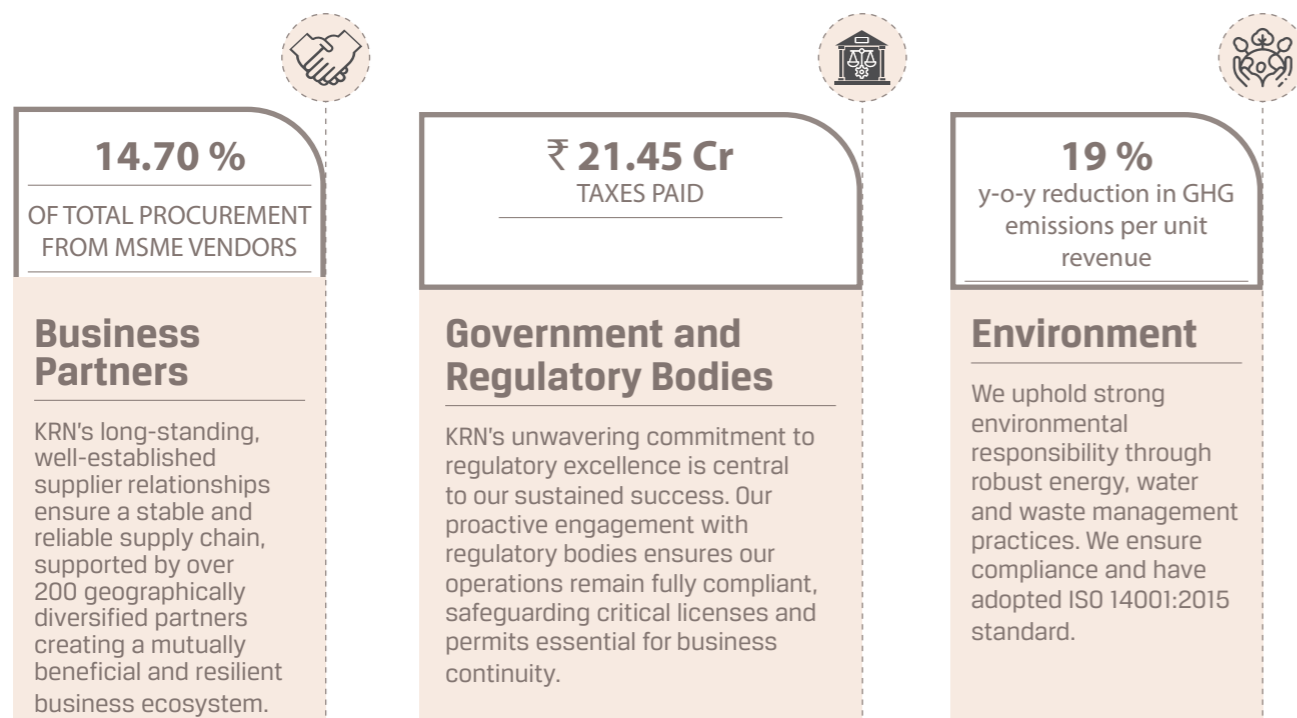 14.70 %
OF TOTAL PROCUREMENT
FROM MSME VENDORS
Business
Partners
KRN's long-standing,
well-established
supplier relationships
ensure a stable and
reliable supply chain,
supported by over
200 geographically
diversified partners
creating a mutually
beneficial and resilient
business ecosystem.
₹ 21.45 Cr
TAXES PAID
Government and
Regulatory Bodies
KRN's unwavering commitment to
regulatory excellence is central
to our sustained success. Our
proactive engagement with
regulatory bodies ensures our
operations remain fully compliant,
safeguarding critical licenses and
permits essential for business
continuity.
19 %
y-o-y reduction in GHG
emissions per unit
revenue
Environment
We uphold strong
environmental
responsibility through
robust energy, water
and waste management
practices. We ensure
compliance and have
adopted ISO 14001:2015
standard.